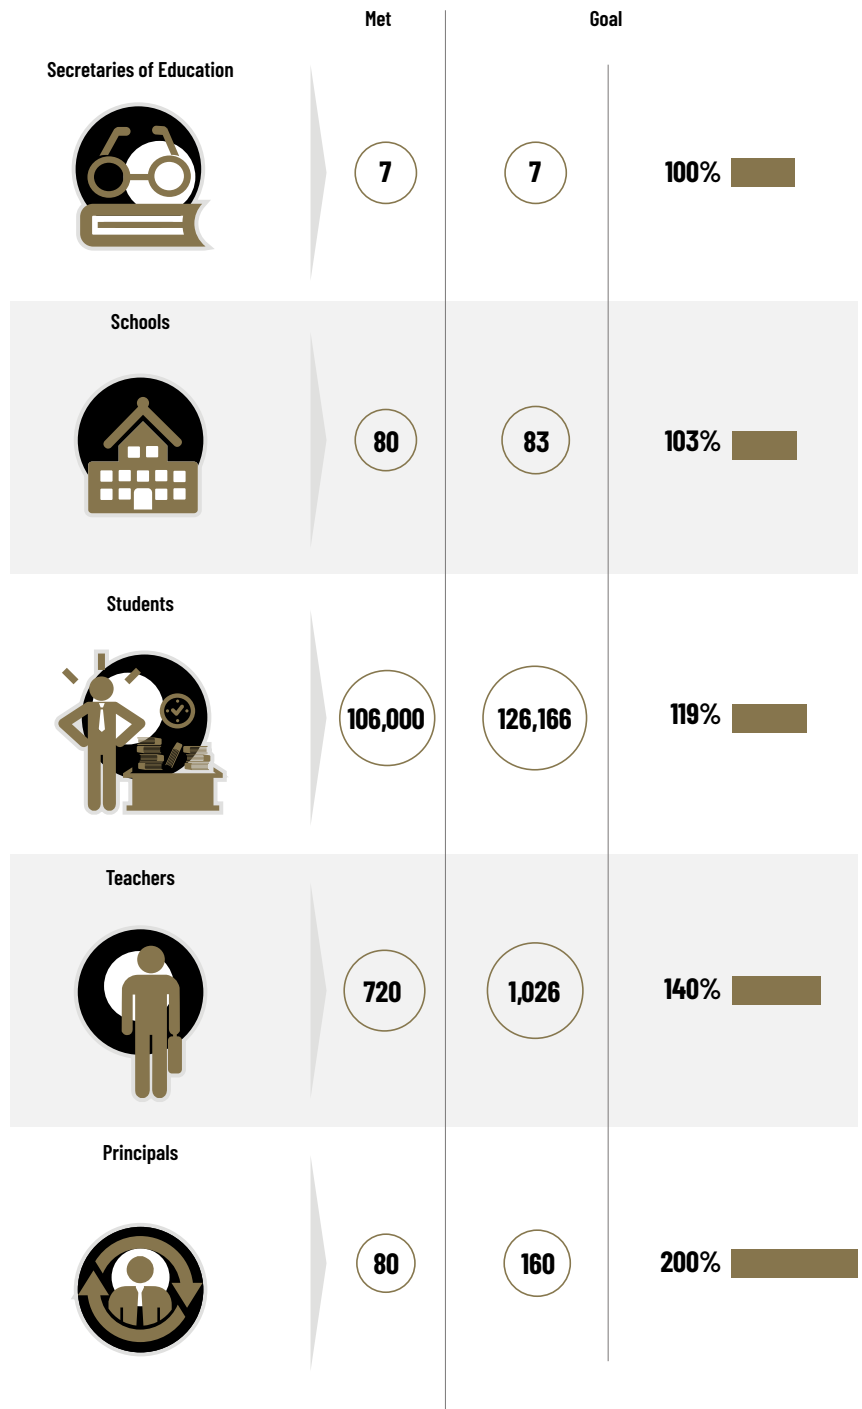 Met Goal
Secretaries of Education
7 7 100%
Schools
80 83 103%
Students
106,000 126,166 119%
Teachers
720 1,026 140%
Principals
80 160 200%